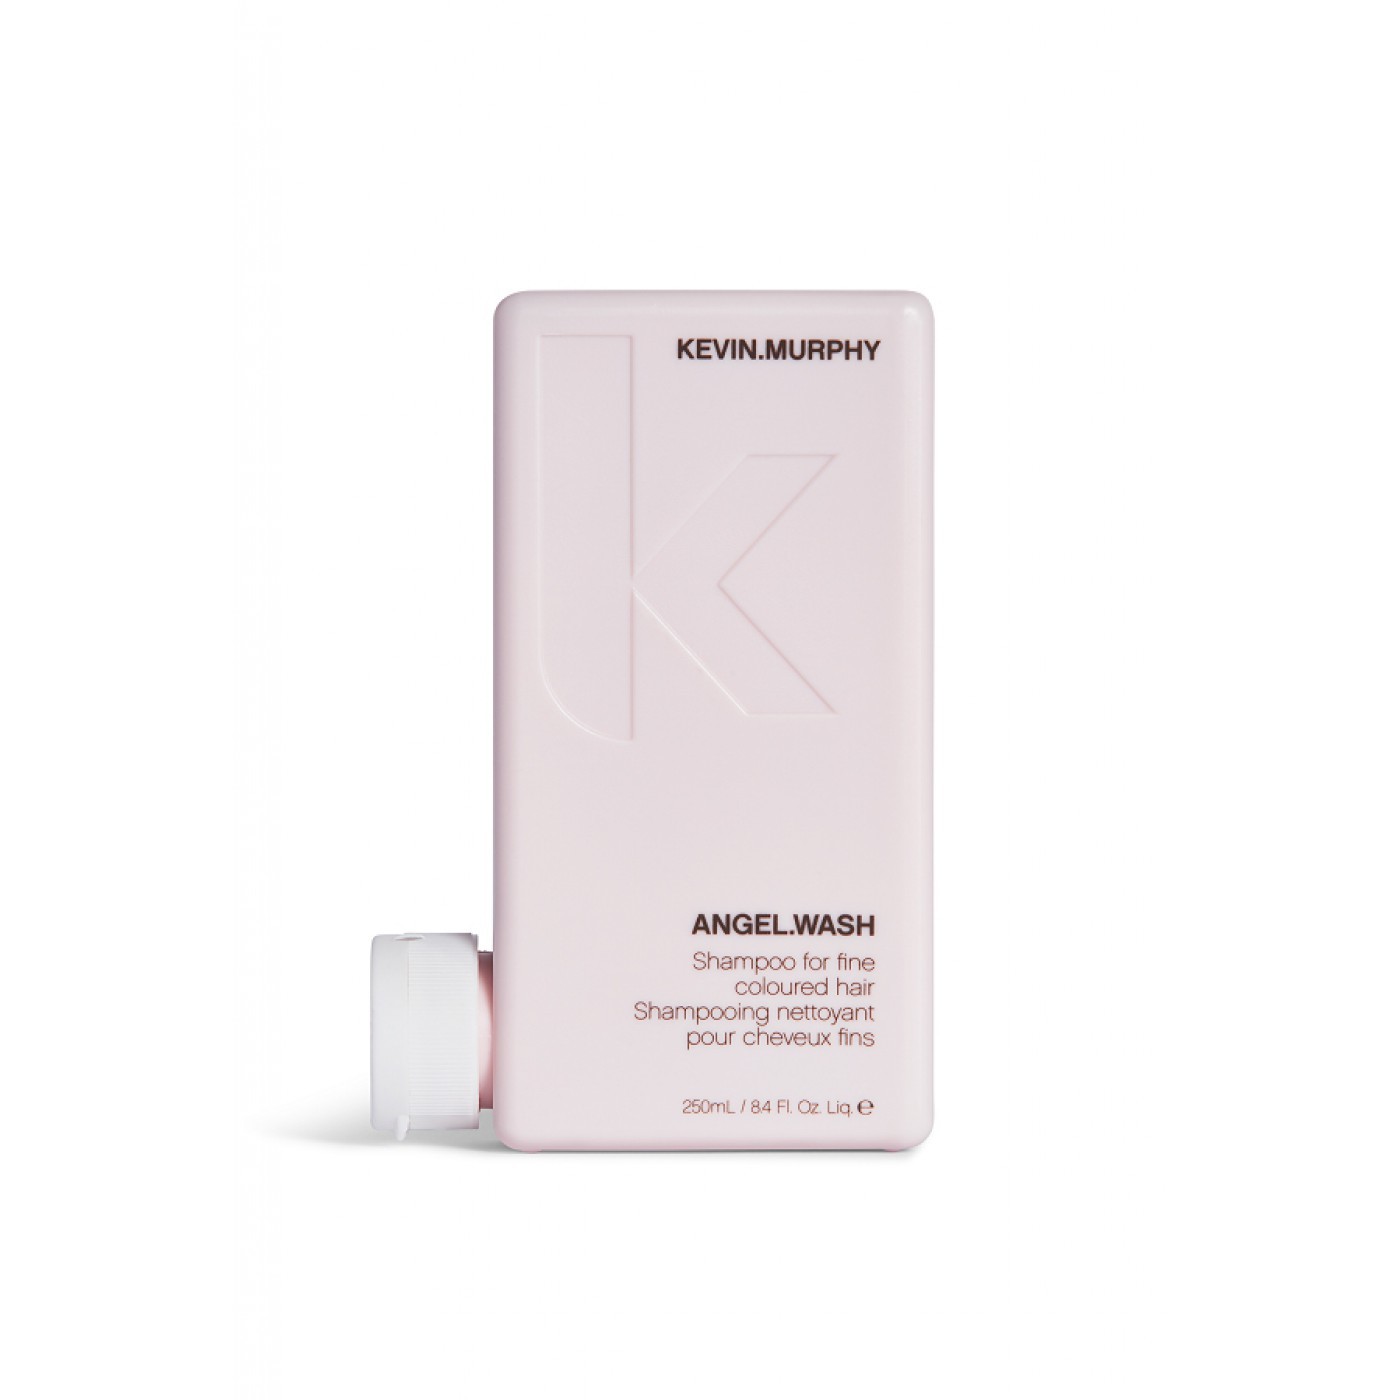 KEVIN.MURPHY
K
ANGEL.WASH
Shampoo for fine
coloured hair
Shampooing nettoyant
pour cheveux fins
250mL / 8.4 Fl. Oz. Liq. ℮